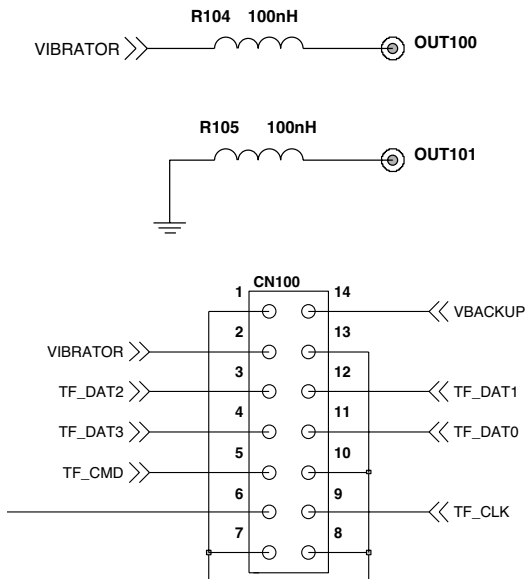 R104 100nH
VIBRATOR OUT100
R105 100nH
OUT101
CN100
1 14
VBACKUP
2 13
VIBRATOR
3 12
TF_DAT2 TF_DAT1
4 11
TF_DAT3 TF_DAT0
5 10
TF_CMD
6 9
TF_CLK
7 8